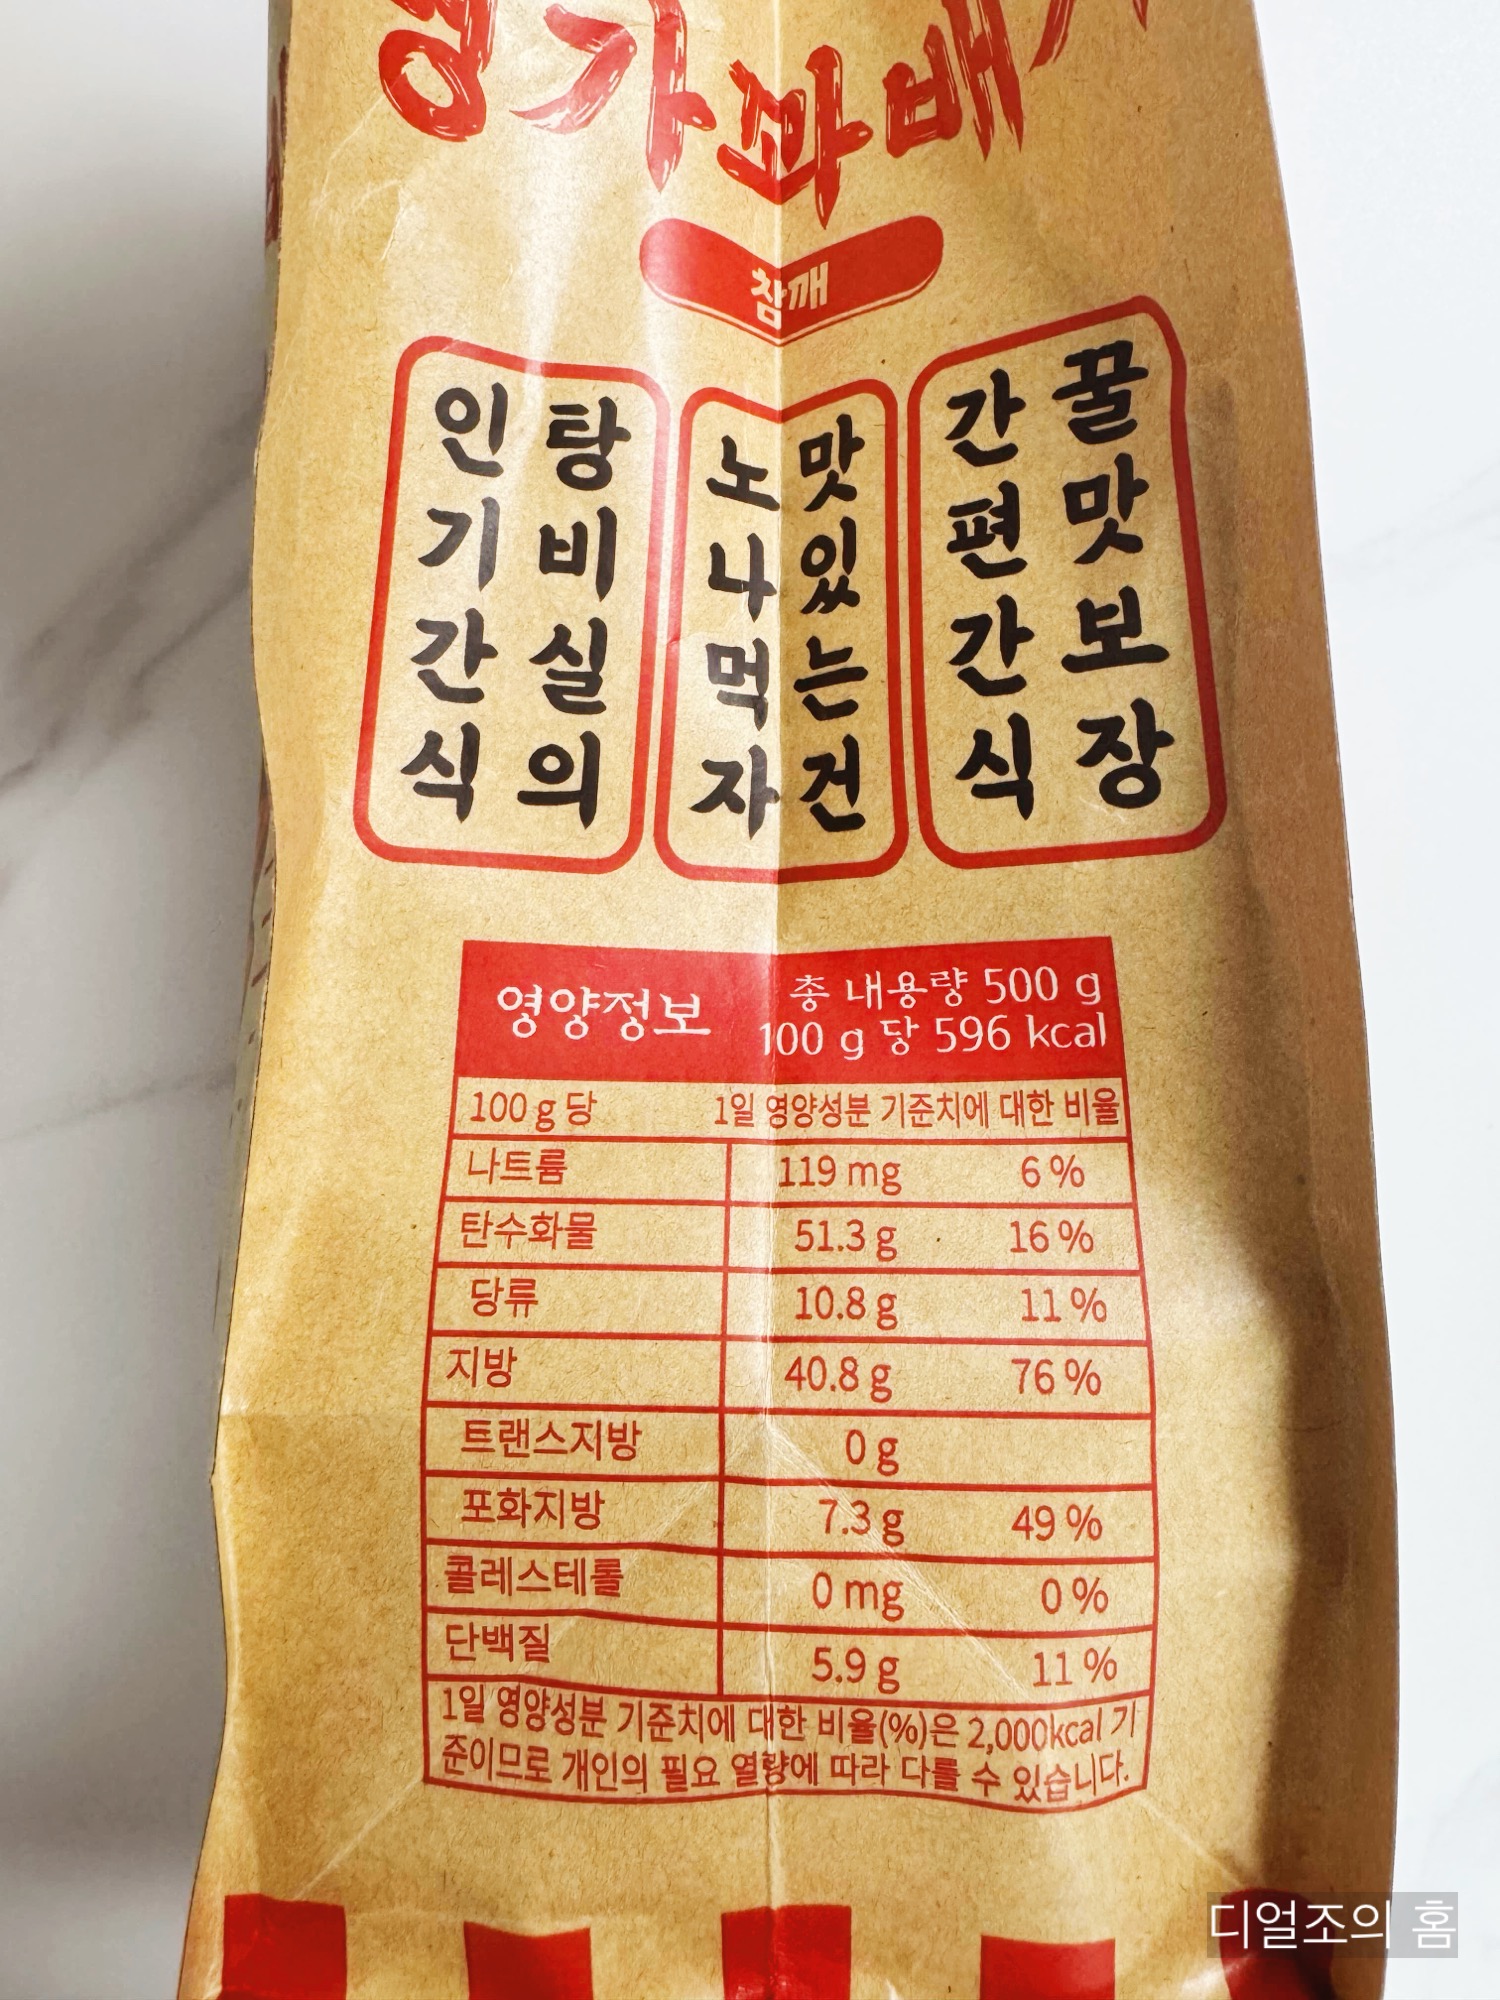 가꽈배
참깨
탕비실의
인기간식
맛있는건
노나먹자
꿀맛보장
간편간식
영양정보
총 내용량 500 g
100 g 당 596 kcal
100 g 당 1일 영양성분 기준치에 대한 비율
나트륨 119 mg 6 %
탄수화물 51.3 g 16 %
당류 10.8 g 11 %
지방 40.8 g 76 %
트랜스지방 0 g
포화지방 7.3 g 49 %
콜레스테롤 0 mg 0 %
단백질 5.9 g 11 %
1일 영양성분 기준치에 대한 비율(%)은 2,000kcal 기
준이므로 개인의 필요 열량에 따라 다를 수 있습니다.
디얼조의 홈